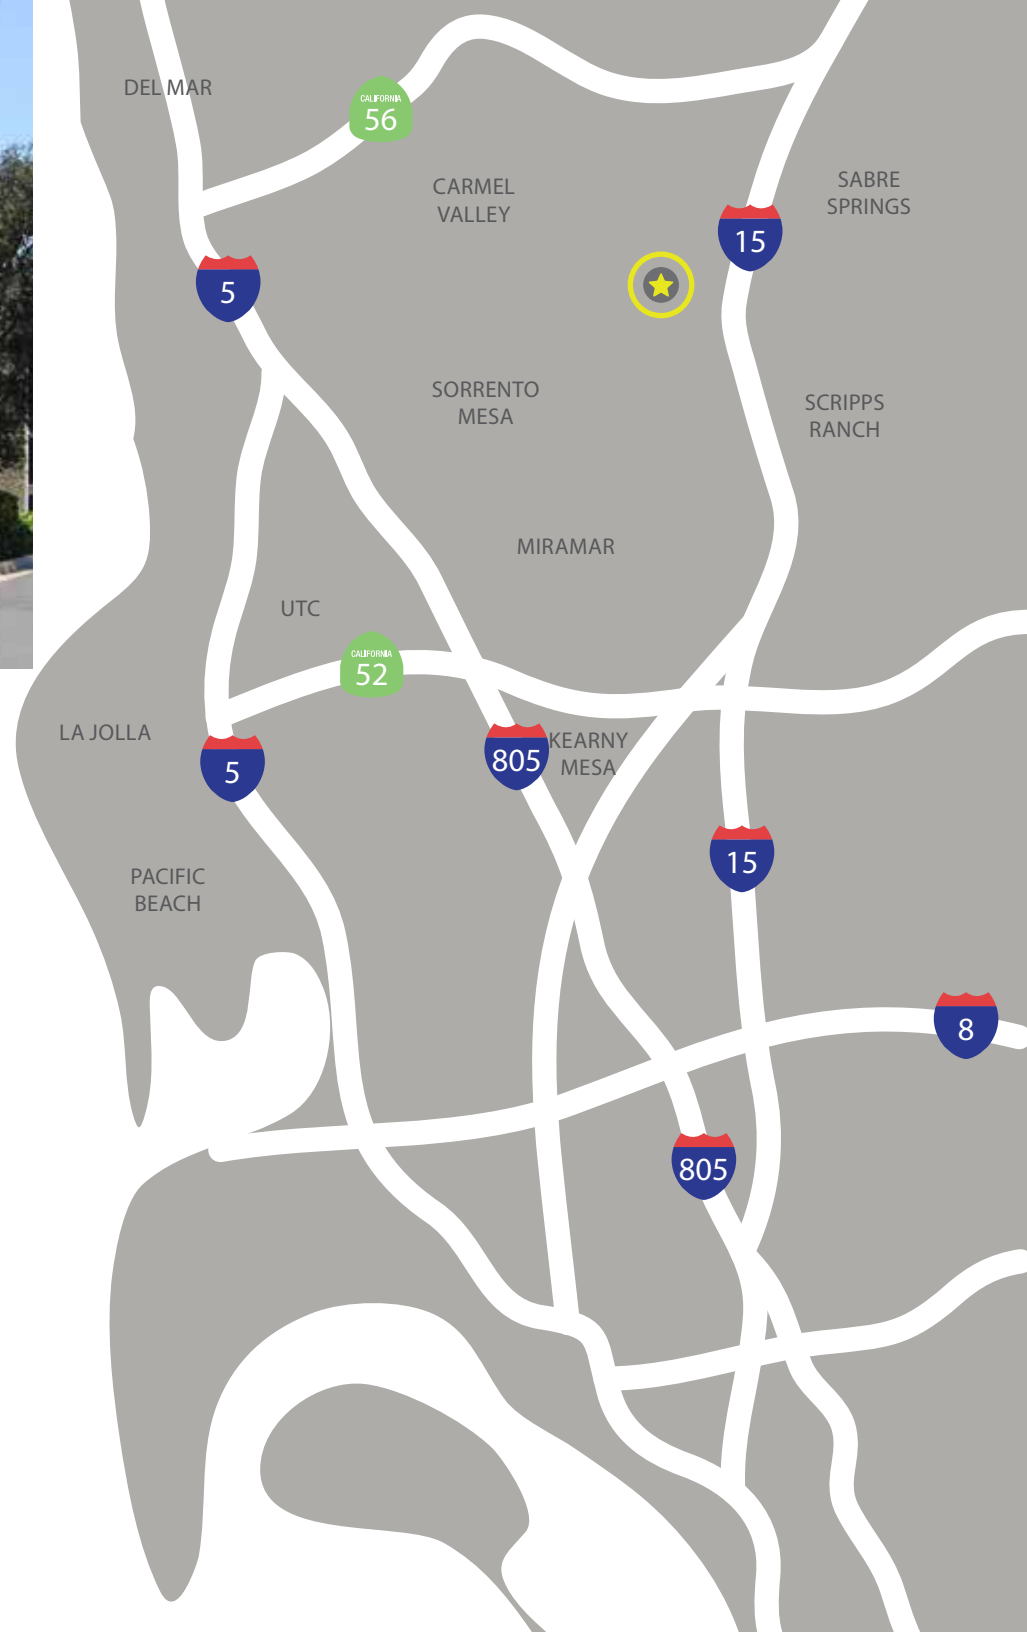 DEL MAR
CALIFORNIA
56
CARMEL
VALLEY
SABRE
SPRINGS
15
5
SORRENTO
MESA
SCRIPPS
RANCH
MIRAMAR
UTC
CALIFORNIA
52
LA JOLLA
5
805
KEARNY
MESA
15
PACIFIC
BEACH
8
805